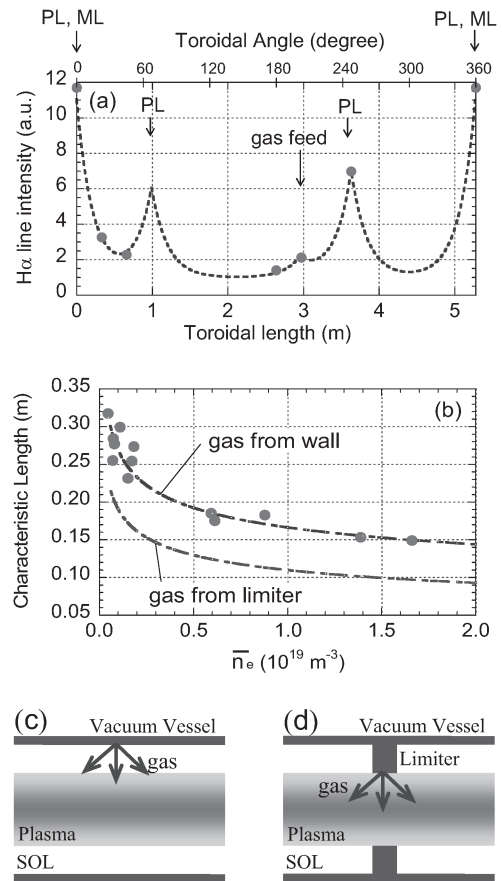 PL, ML
Toroidal Angle (degree)
PL, ML
0 60 120 180 240 300 360
(a)
PL
PL
gas feed
Hα line intensity (a.u.)
12
10
8
6
4
2
0
0 1 2 3 4 5
Toroidal length (m)
(b)
Characteristic Length (m)
0.35
0.30
0.25
0.20
0.15
0.10
0.05
gas from wall
gas from limiter
0.0 0.5 1.0 1.5 2.0
n̅e (10¹⁹ m⁻³)
(c)
Vacuum Vessel
gas
Plasma
SOL
(d)
Vacuum Vessel
Limiter
gas
Plasma
SOL